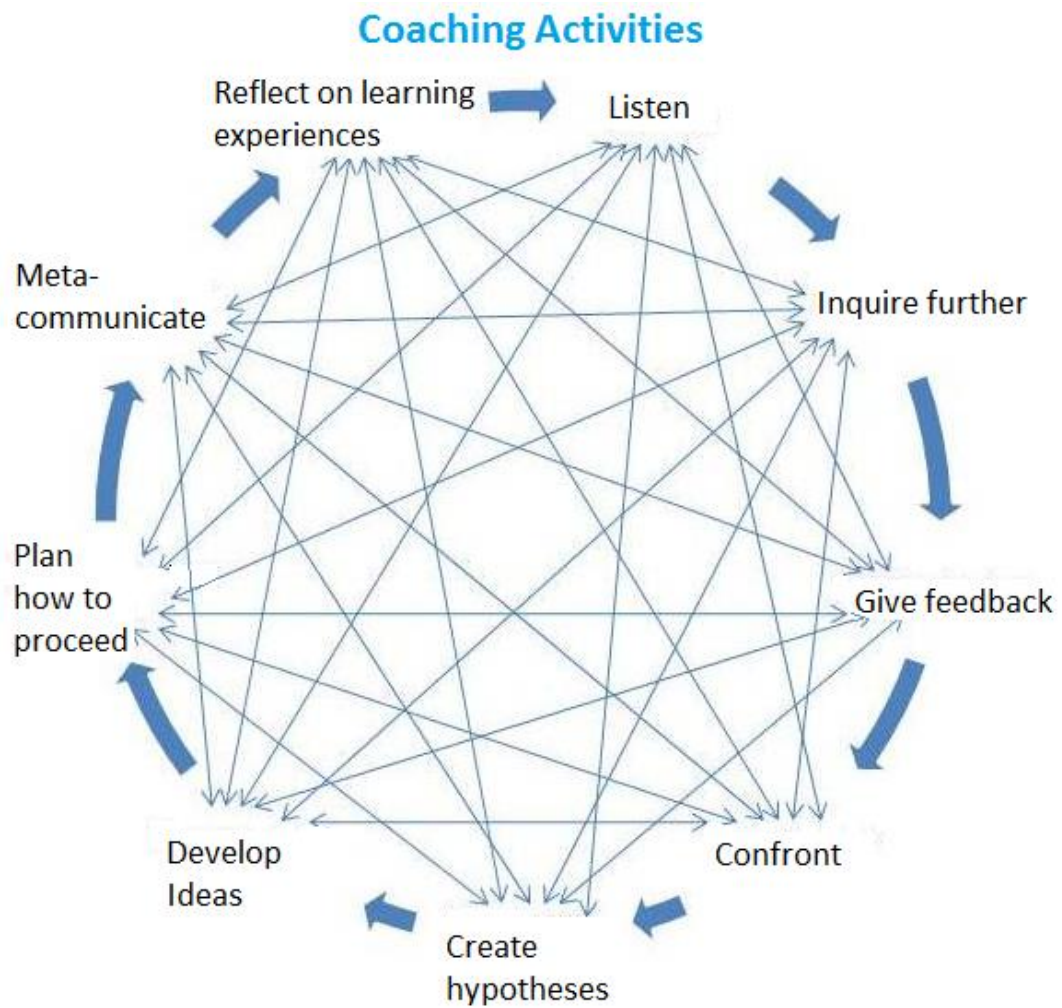 Coaching Activities
Reflect on learning
experiences
Listen
Inquire further
Give feedback
Confront
Create
hypotheses
Develop
Ideas
Plan
how to
proceed
Meta-
communicate